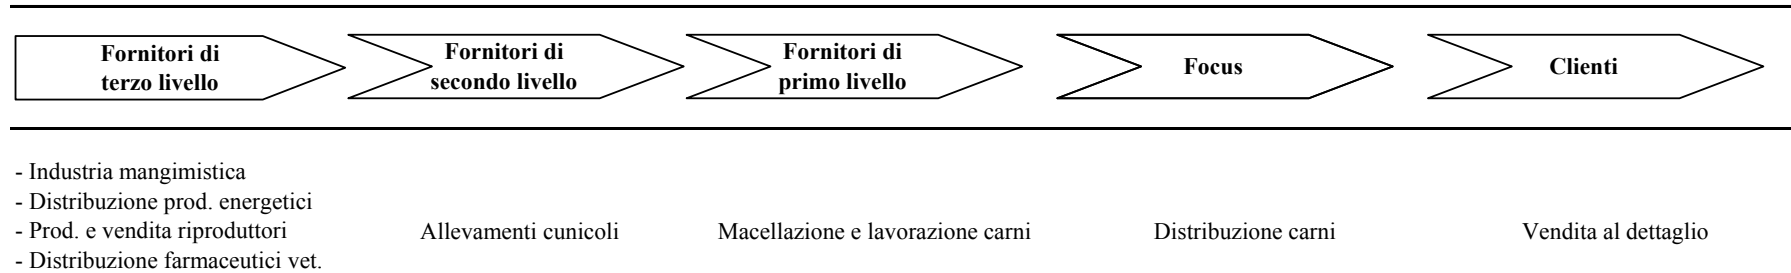 Fornitori di
terzo livello
Fornitori di
secondo livello
Fornitori di
primo livello
Focus
Clienti
- Industria mangimistica
- Distribuzione prod. energetici
- Prod. e vendita riproduttori
- Distribuzione farmaceutici vet.
Allevamenti cunicoli
Macellazione e lavorazione carni
Distribuzione carni
Vendita al dettaglio